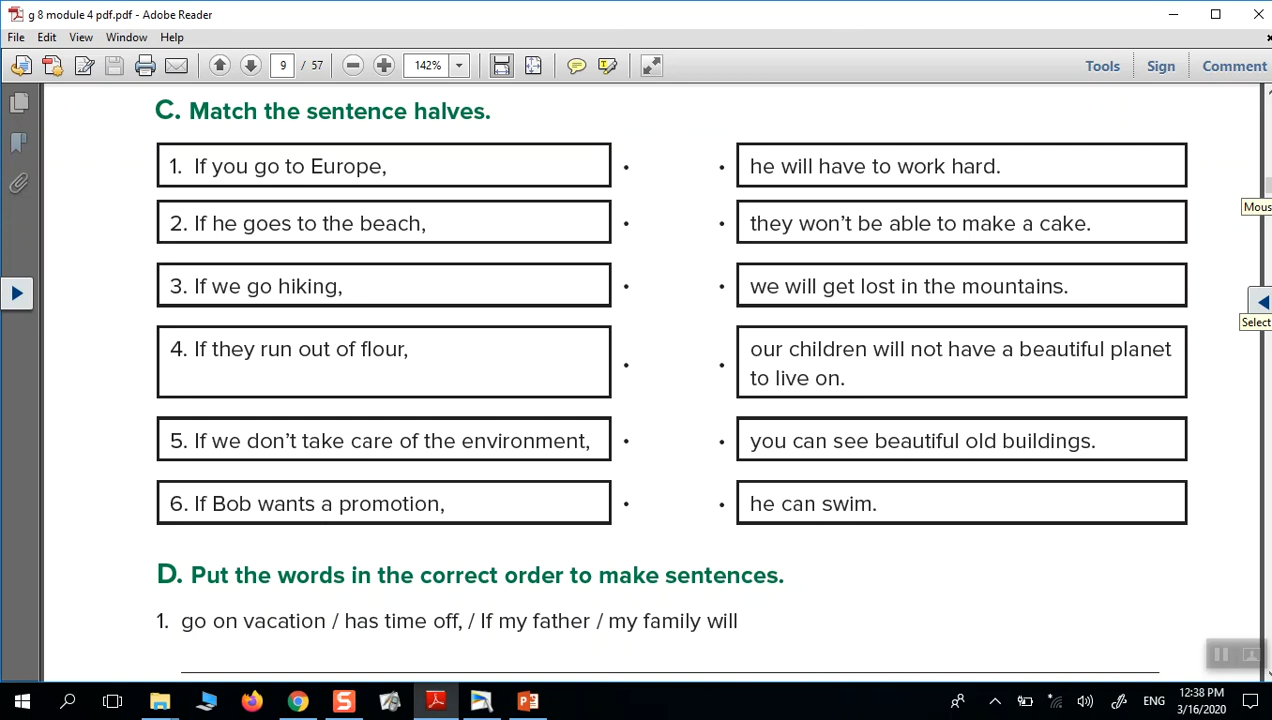 g 8 module 4 pdf.pdf - Adobe Reader
File Edit View Window Help
9 / 57 142% Tools Sign Comment
C. Match the sentence halves.
1. If you go to Europe, • • he will have to work hard.
Mous
2. If he goes to the beach, • • they won't be able to make a cake.
3. If we go hiking, • • we will get lost in the mountains.
Select
4. If they run out of flour, • • our children will not have a beautiful planet
to live on.
5. If we don't take care of the environment, • • you can see beautiful old buildings.
6. If Bob wants a promotion, • • he can swim.
D. Put the words in the correct order to make sentences.
1. go on vacation / has time off, / If my father / my family will
ENG 12:38 PM
3/16/2020